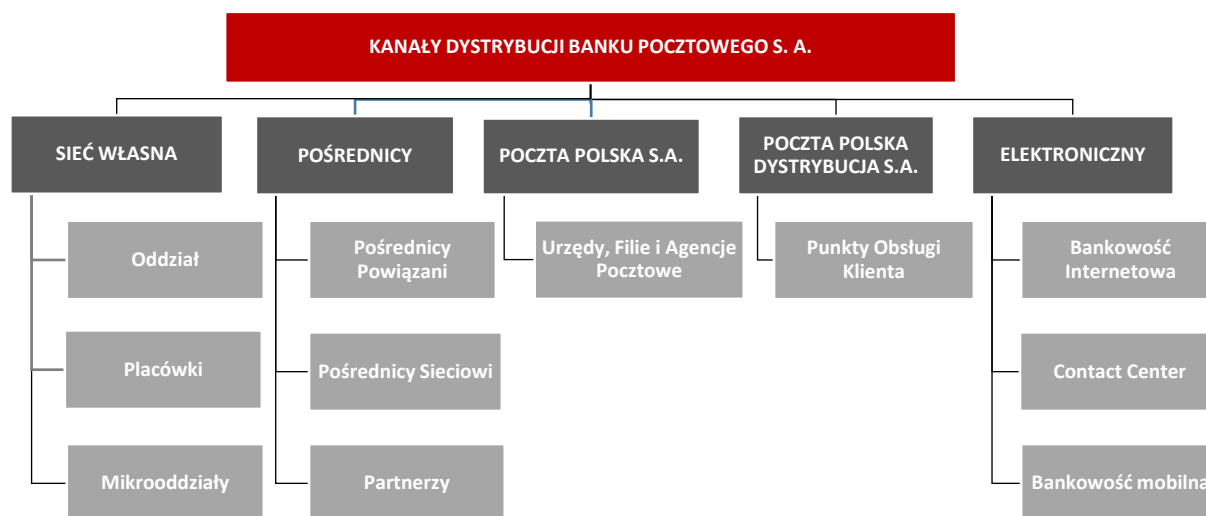 KANAŁY DYSTRYBUCJI BANKU POCZTOWEGO S. A.
SIEĆ WŁASNA
POŚREDNICY
POCZTA POLSKA S.A.
POCZTA POLSKA
DYSTRYBUCJA S.A.
ELEKTRONICZNY
Oddział
Pośrednicy
Powiązani
Urzędy, Filie i Agencje
Pocztowe
Punkty Obsługi
Klienta
Bankowość
Internetowa
Placówki
Pośrednicy Sieciowi
Contact Center
Mikrooddziały
Partnerzy
Bankowość mobilna